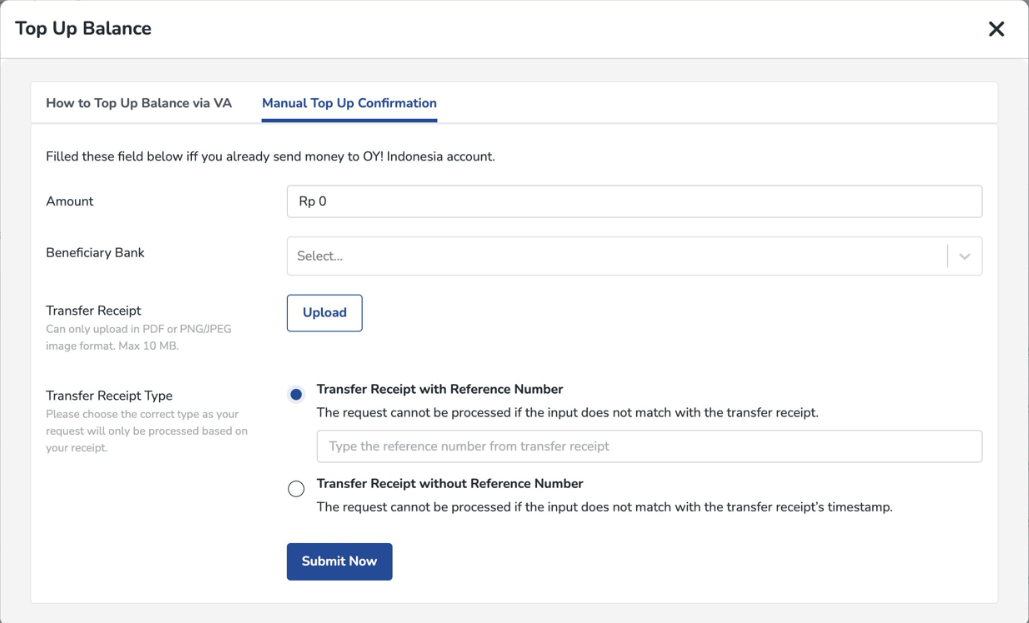 Top Up Balance
How to Top Up Balance via VA
Manual Top Up Confirmation
Filled these field below iff you already send money to OY! Indonesia account.
Amount
Rp 0
Beneficiary Bank
Select...
Transfer Receipt
Can only upload in PDF or PNG/JPEG
image format. Max 10 MB.
Upload
Transfer Receipt Type
Please choose the correct type as your
request will only be processed based on
your receipt.
Transfer Receipt with Reference Number
The request cannot be processed if the input does not match with the transfer receipt.
Type the reference number from transfer receipt
Transfer Receipt without Reference Number
The request cannot be processed if the input does not match with the transfer receipt's timestamp.
Submit Now